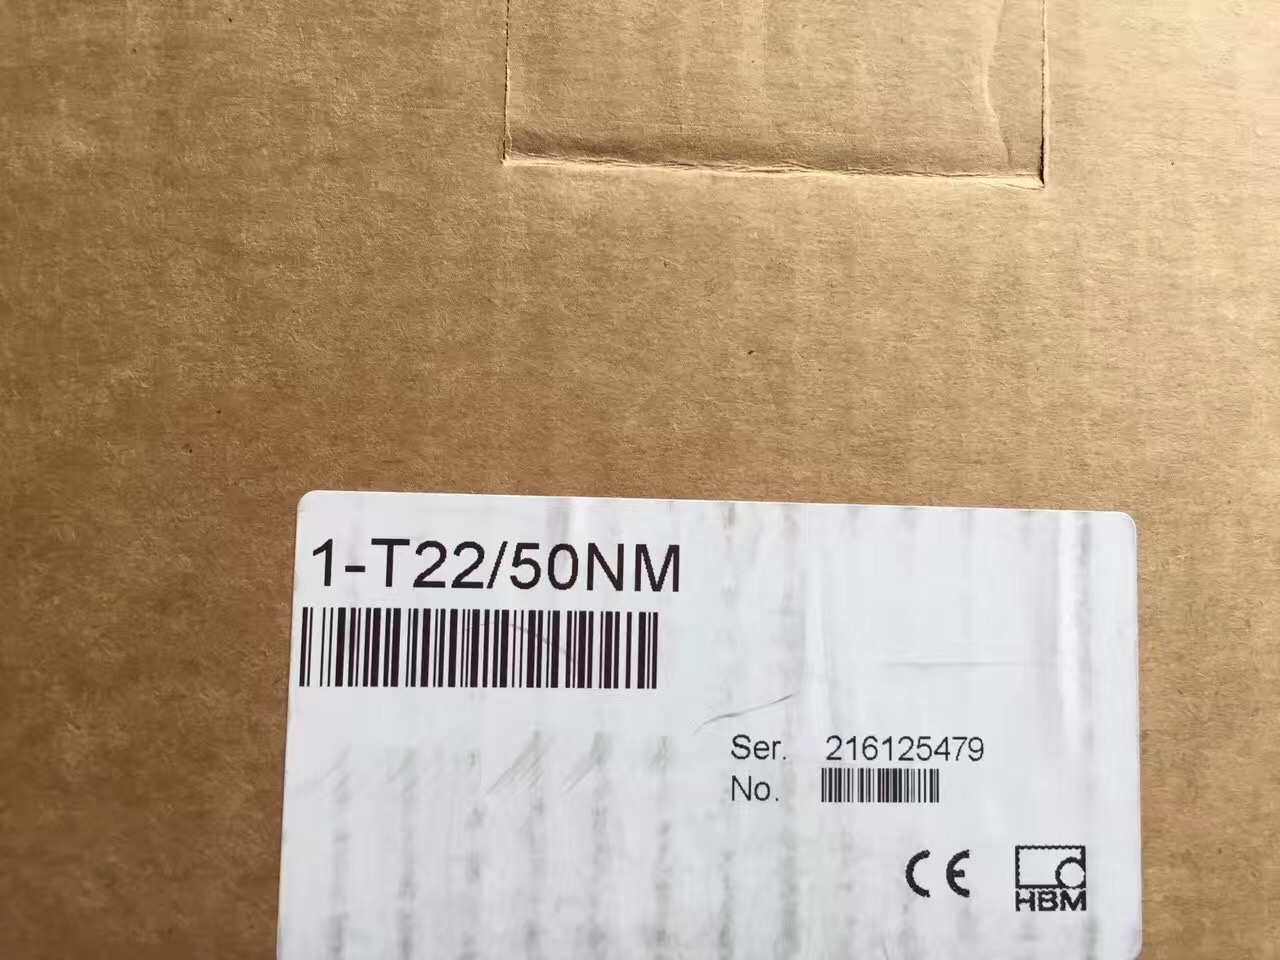 1-T22/50NM
Ser. 216125479
No.
CE
HBM